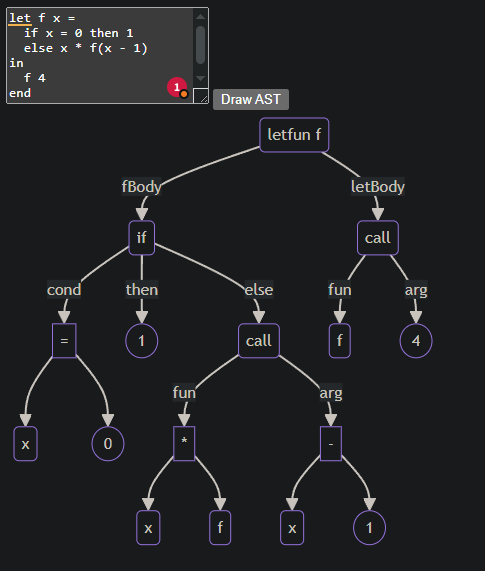 let f x =
if x = 0 then 1
else x * f(x - 1)
in
f 4
end
1
Draw AST
letfun f
fBody letBody
if call
cond then else fun arg
= 1 call f 4
fun arg
x 0 * -
x f x 1